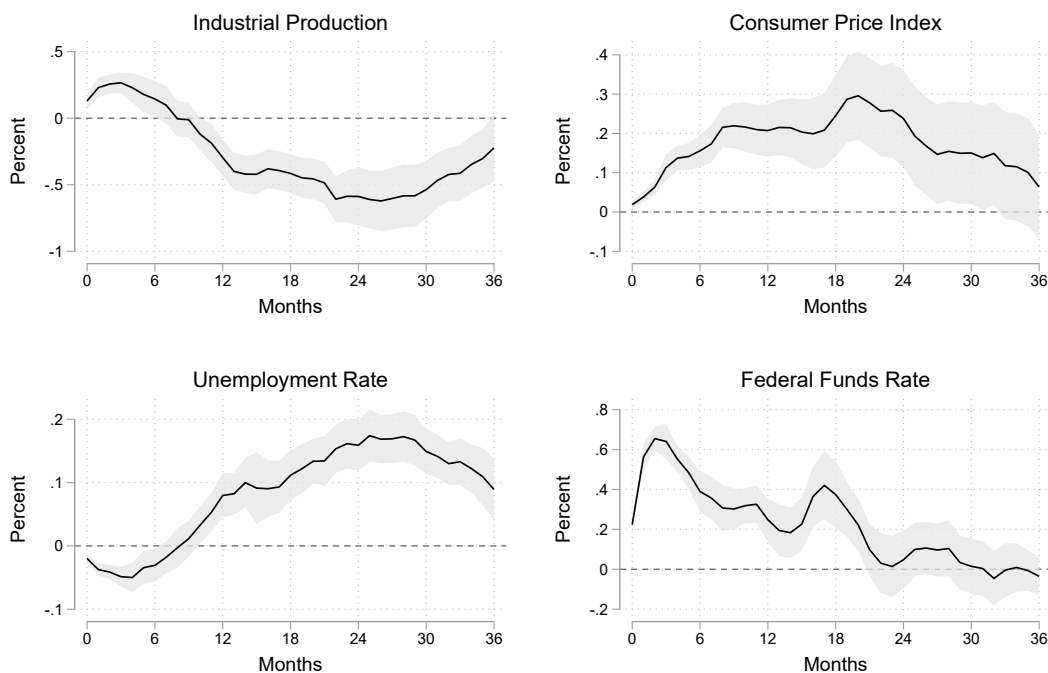 Industrial Production
Percent
.5
0
-.5
-1
0 6 12 18 24 30 36
Months
Consumer Price Index
Percent
.4
.3
.2
.1
0
-.1
0 6 12 18 24 30 36
Months
Unemployment Rate
Percent
.2
.1
0
-.1
0 6 12 18 24 30 36
Months
Federal Funds Rate
Percent
.8
.6
.4
.2
0
-.2
0 6 12 18 24 30 36
Months